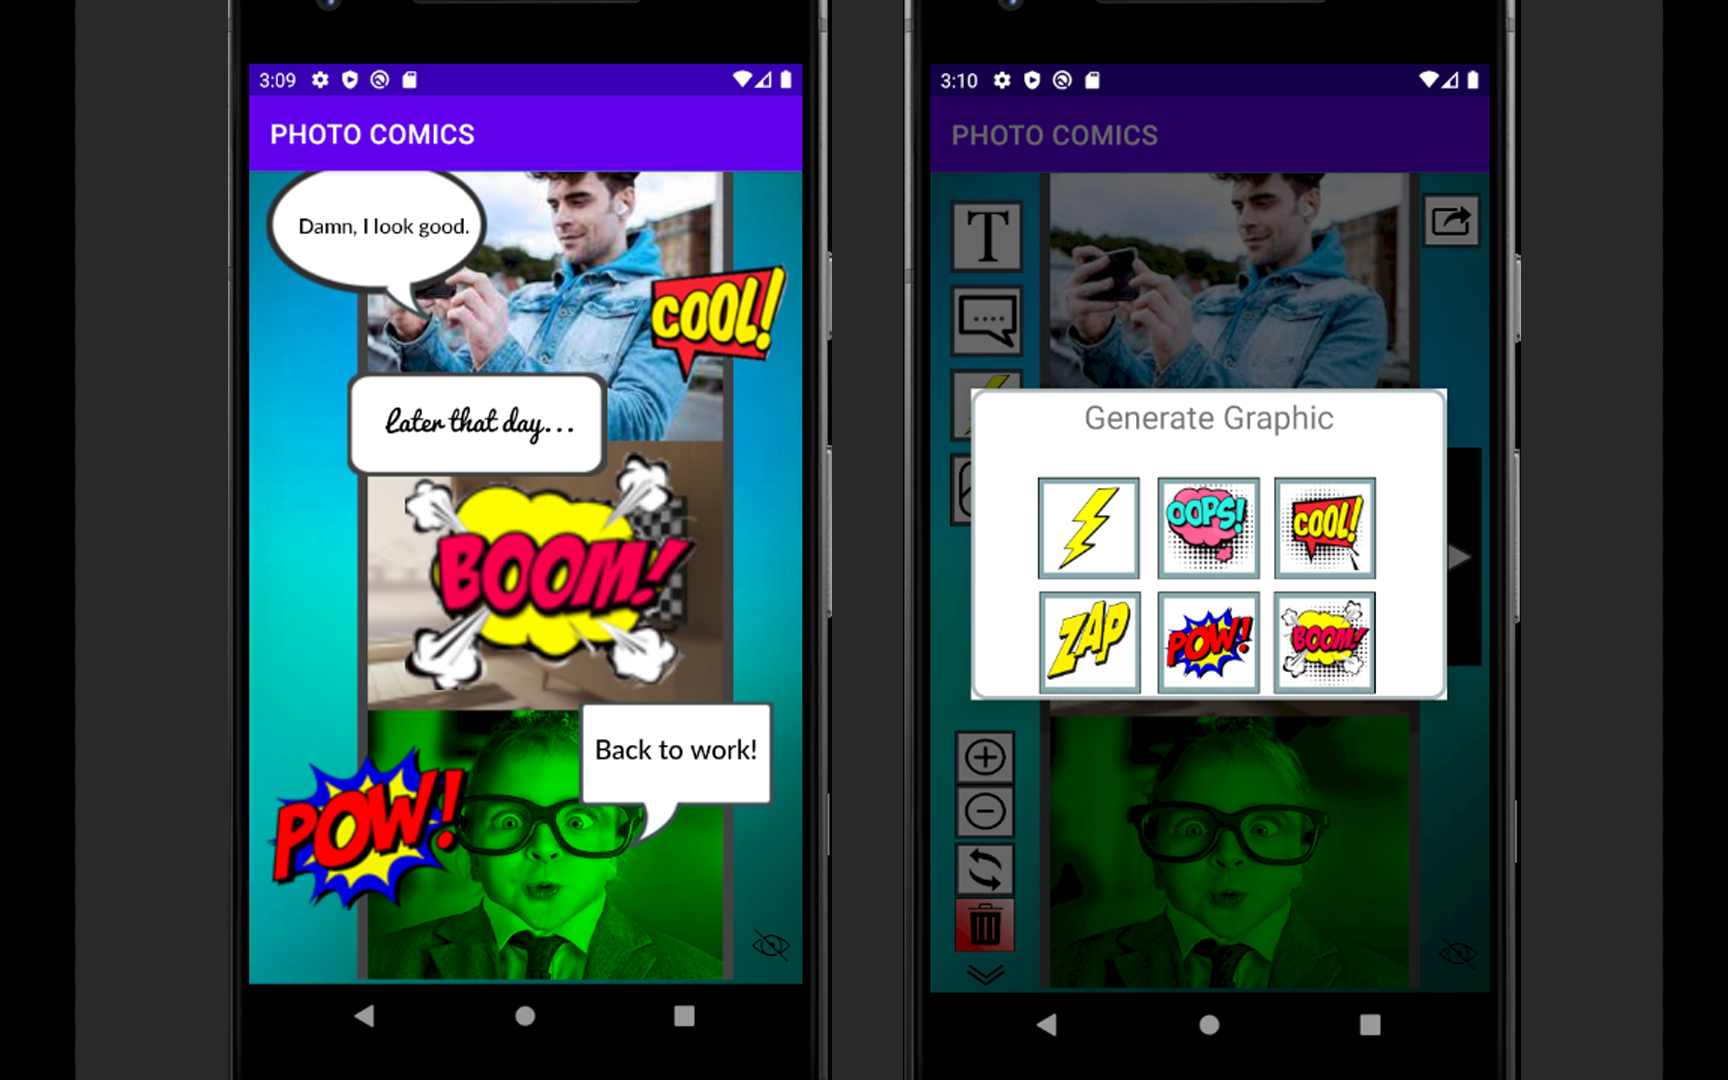 3:09
PHOTO COMICS
Damn, I look good.
COOL!
Later that day...
BOOM!
Back to work!
POW!
3:10
PHOTO COMICS
T
Generate Graphic
OOPS!
COOL!
ZAP
POW!
BOOM!